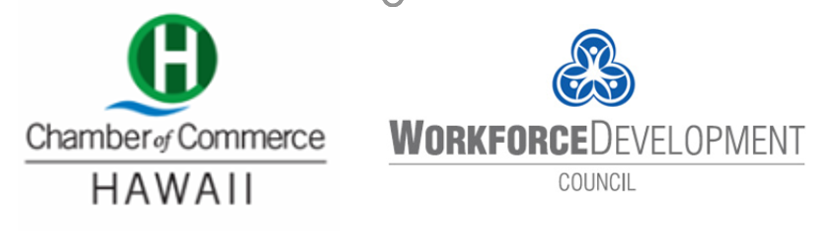 H
Chamber of Commerce
HAWAII
WORKFORCEDEVELOPMENT
COUNCIL